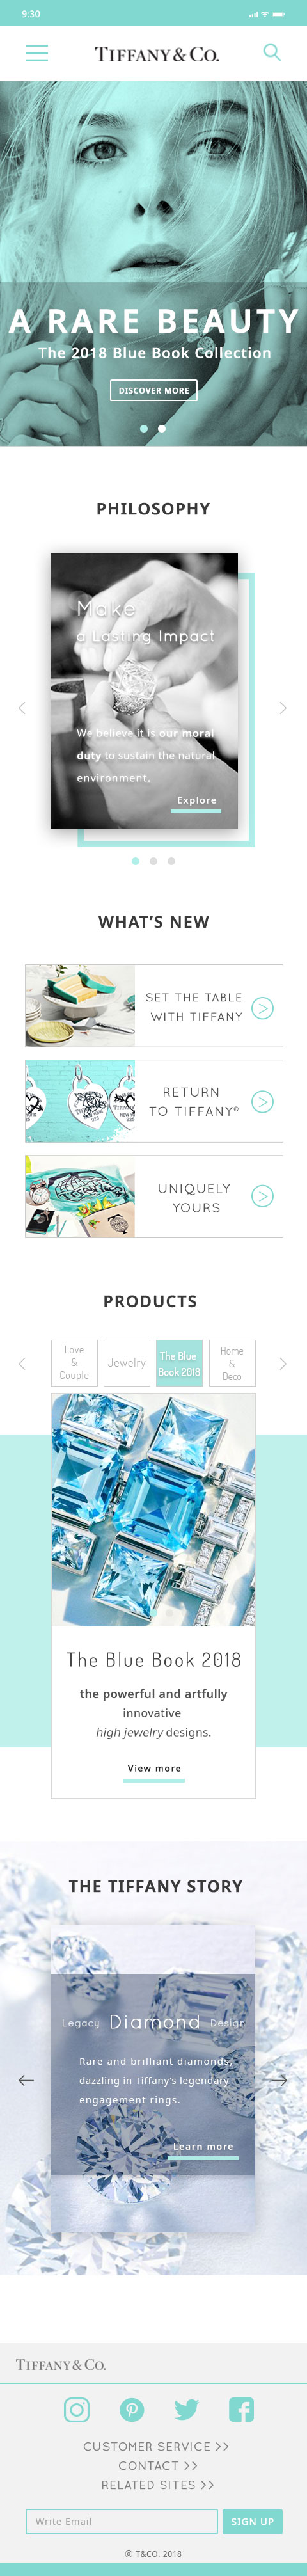 9:30
TIFFANY & CO.
A RARE BEAUTY
The 2018 Blue Book Collection
DISCOVER MORE
PHILOSOPHY
Make
a Lasting Impact
We believe it is our moral
duty to sustain the natural
environment.
Explore
WHAT'S NEW
SET THE TABLE
WITH TIFFANY
RETURN
TO TIFFANY®
UNIQUELY
YOURS
PRODUCTS
Love
&
Couple
Jewelry
The Blue
Book 2018
Home
&
Deco
The Blue Book 2018
the powerful and artfully
innovative
high jewelry designs.
View more
THE TIFFANY STORY
Legacy Diamond Design
Rare and brilliant diamonds,
dazzling in Tiffany's legendary
engagement rings.
Learn more
TIFFANY & CO.
CUSTOMER SERVICE >>
CONTACT >>
RELATED SITES >>
Write Email
SIGN UP
© T&CO. 2018